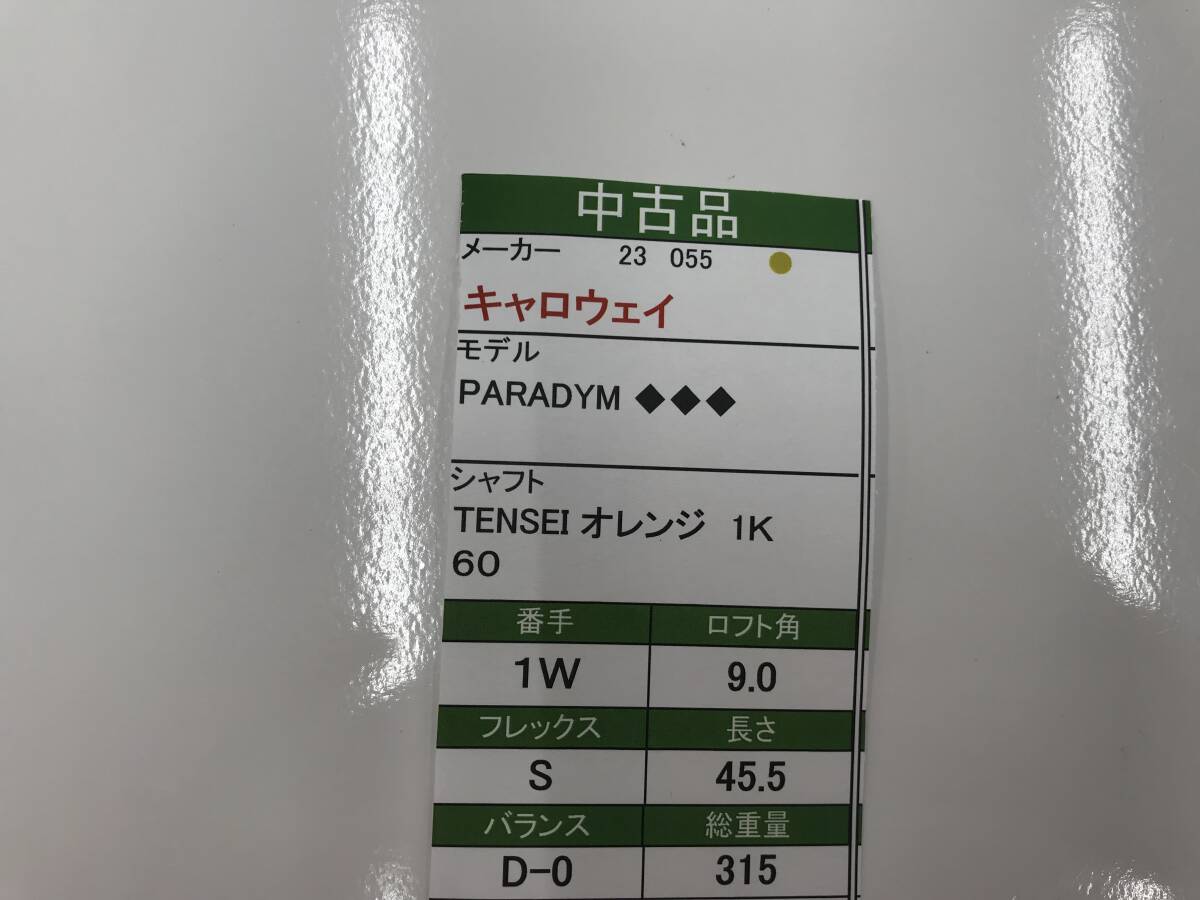 中古品
メーカー 23 055
キャロウェイ
モデル
PARADYM ◆◆◆
シャフト
TENSEI オレンジ 1K
60
番手 ロフト角
1W 9.0
フレックス 長さ
S 45.5
バランス 総重量
D-0 315